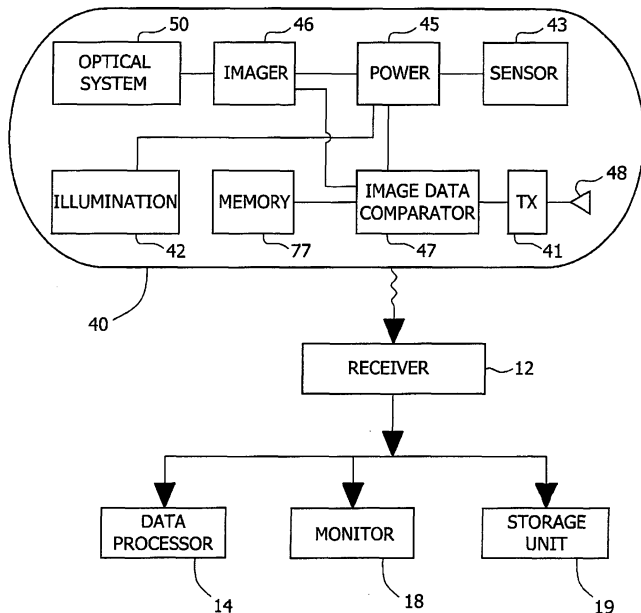 50
46
45
43
OPTICAL
SYSTEM
IMAGER
POWER
SENSOR
48
ILLUMINATION
MEMORY
IMAGE DATA
COMPARATOR
TX
42
77
47
41
40
RECEIVER
12
DATA
PROCESSOR
MONITOR
STORAGE
UNIT
14
18
19